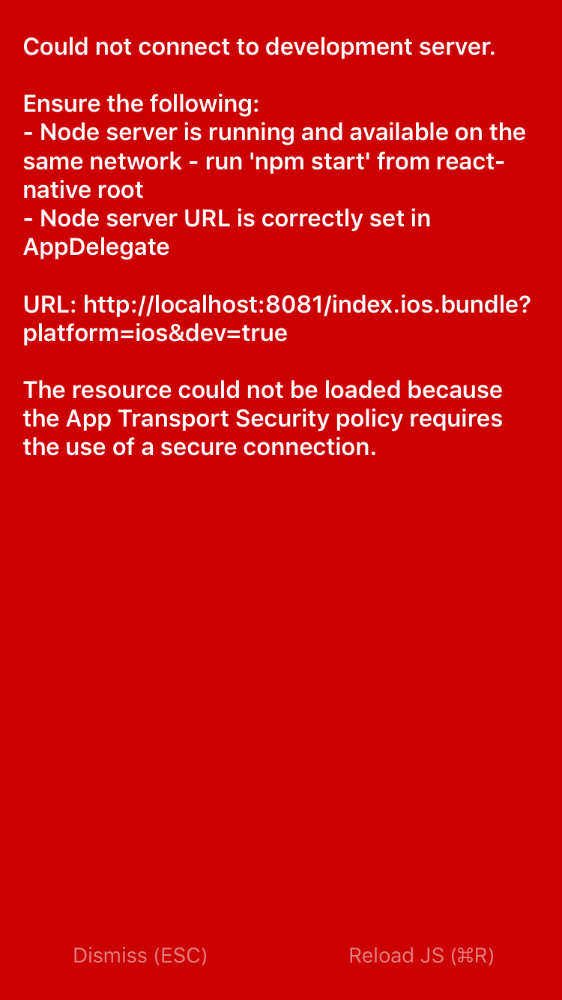 Could not connect to development server.
Ensure the following:
- Node server is running and available on the
same network - run 'npm start' from react-
native root
- Node server URL is correctly set in
AppDelegate
URL: http://localhost:8081/index.ios.bundle?
platform=ios&dev=true
The resource could not be loaded because
the App Transport Security policy requires
the use of a secure connection.
Dismiss (ESC)
Reload JS (⌘R)